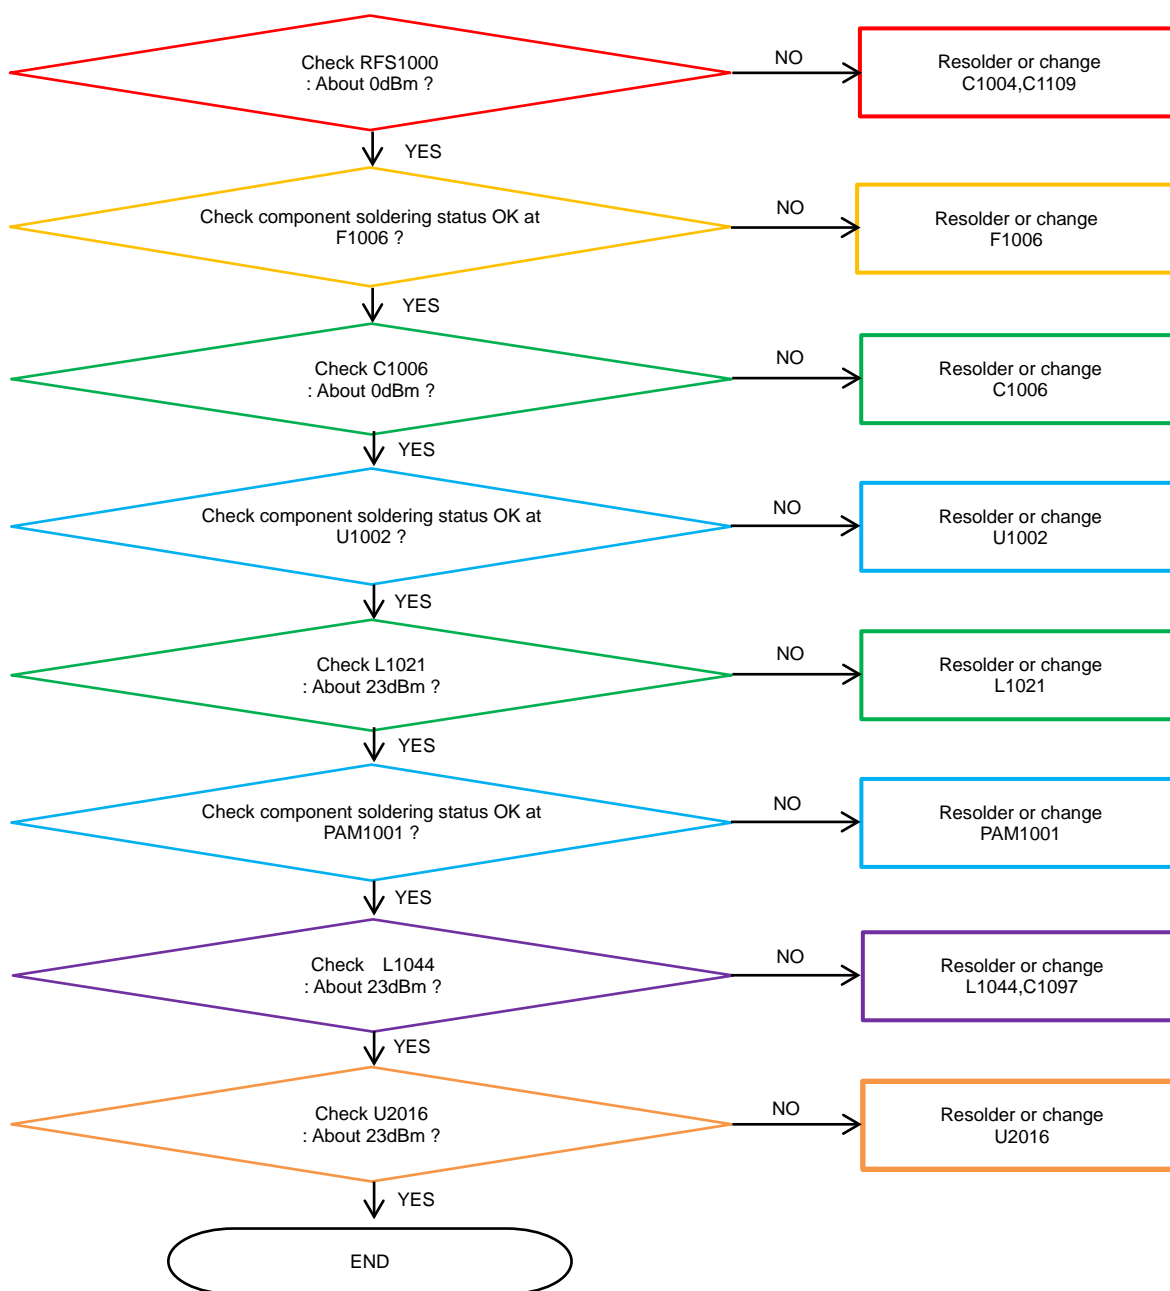 Check RFS1000
: About 0dBm ?
NO
Resolder or change
C1004,C1109
YES
Check component soldering status OK at
F1006 ?
NO
Resolder or change
F1006
YES
Check C1006
: About 0dBm ?
NO
Resolder or change
C1006
YES
Check component soldering status OK at
U1002 ?
NO
Resolder or change
U1002
YES
Check L1021
: About 23dBm ?
NO
Resolder or change
L1021
YES
Check component soldering status OK at
PAM1001 ?
NO
Resolder or change
PAM1001
YES
Check L1044
: About 23dBm ?
NO
Resolder or change
L1044,C1097
YES
Check U2016
: About 23dBm ?
NO
Resolder or change
U2016
YES
END